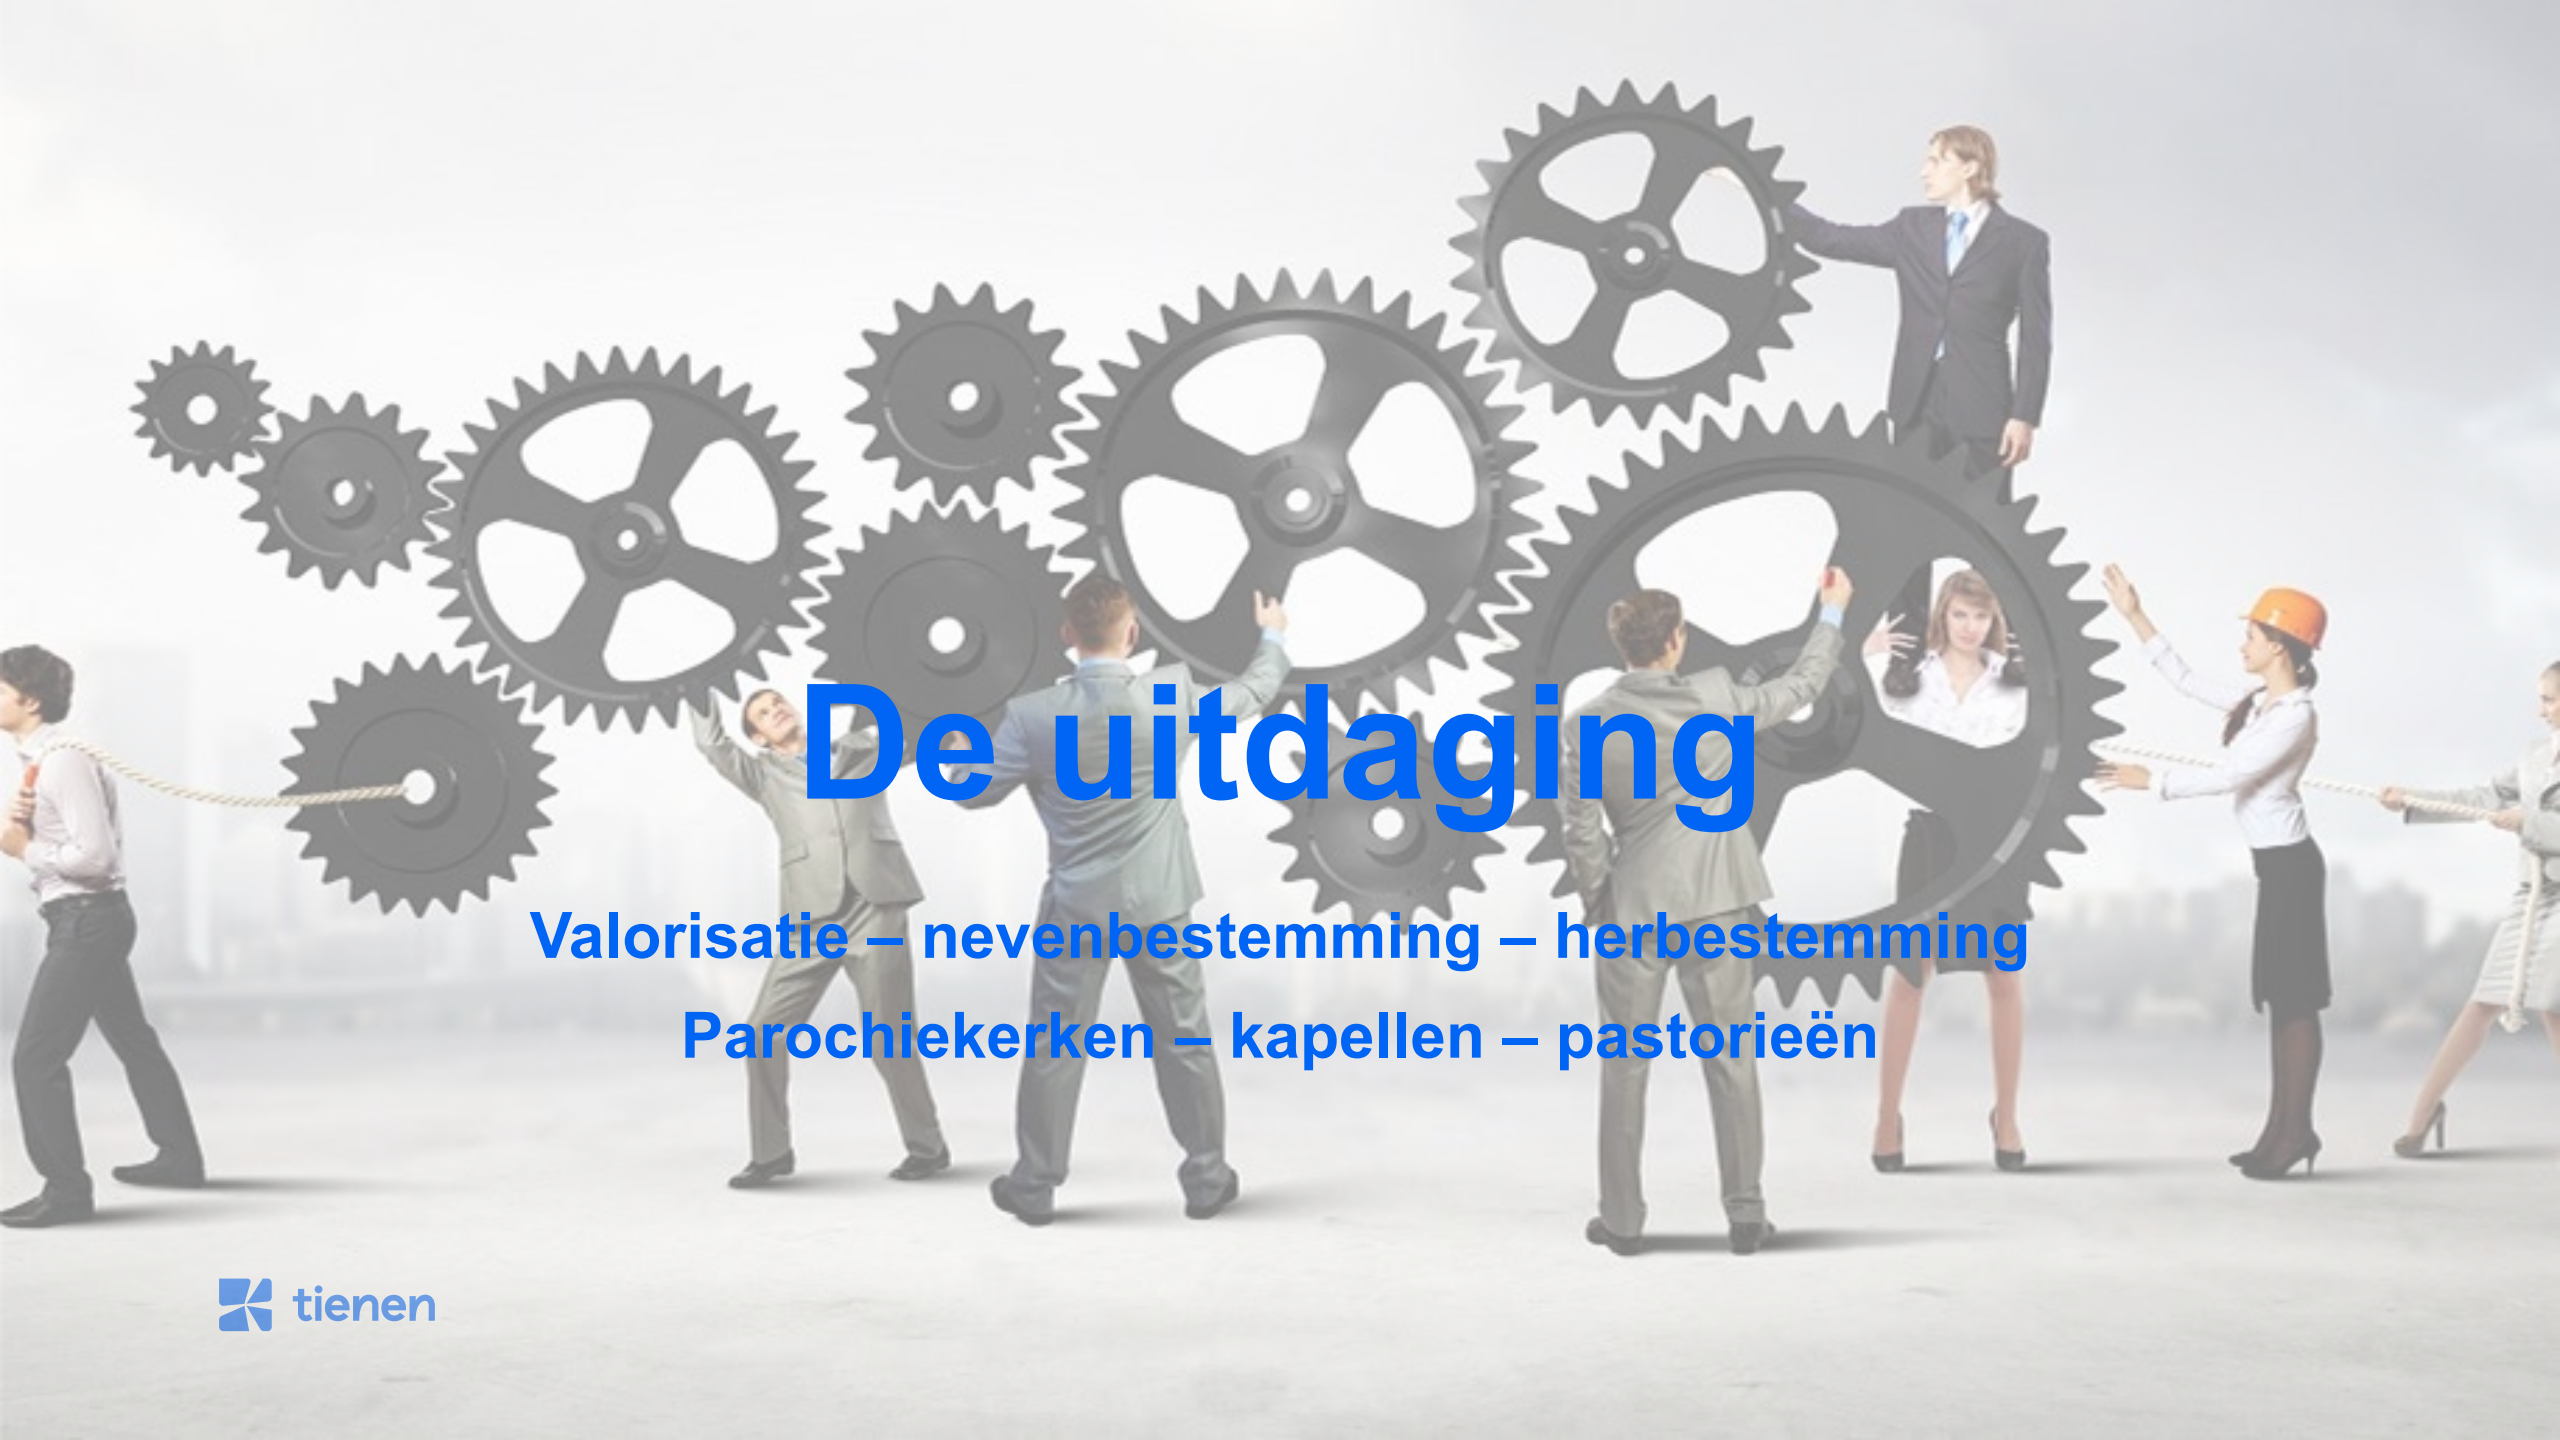 De uitdaging
Valorisatie – nevenbestemming – herbestemming
Parochiekerken – kapellen – pastorieën
tienen